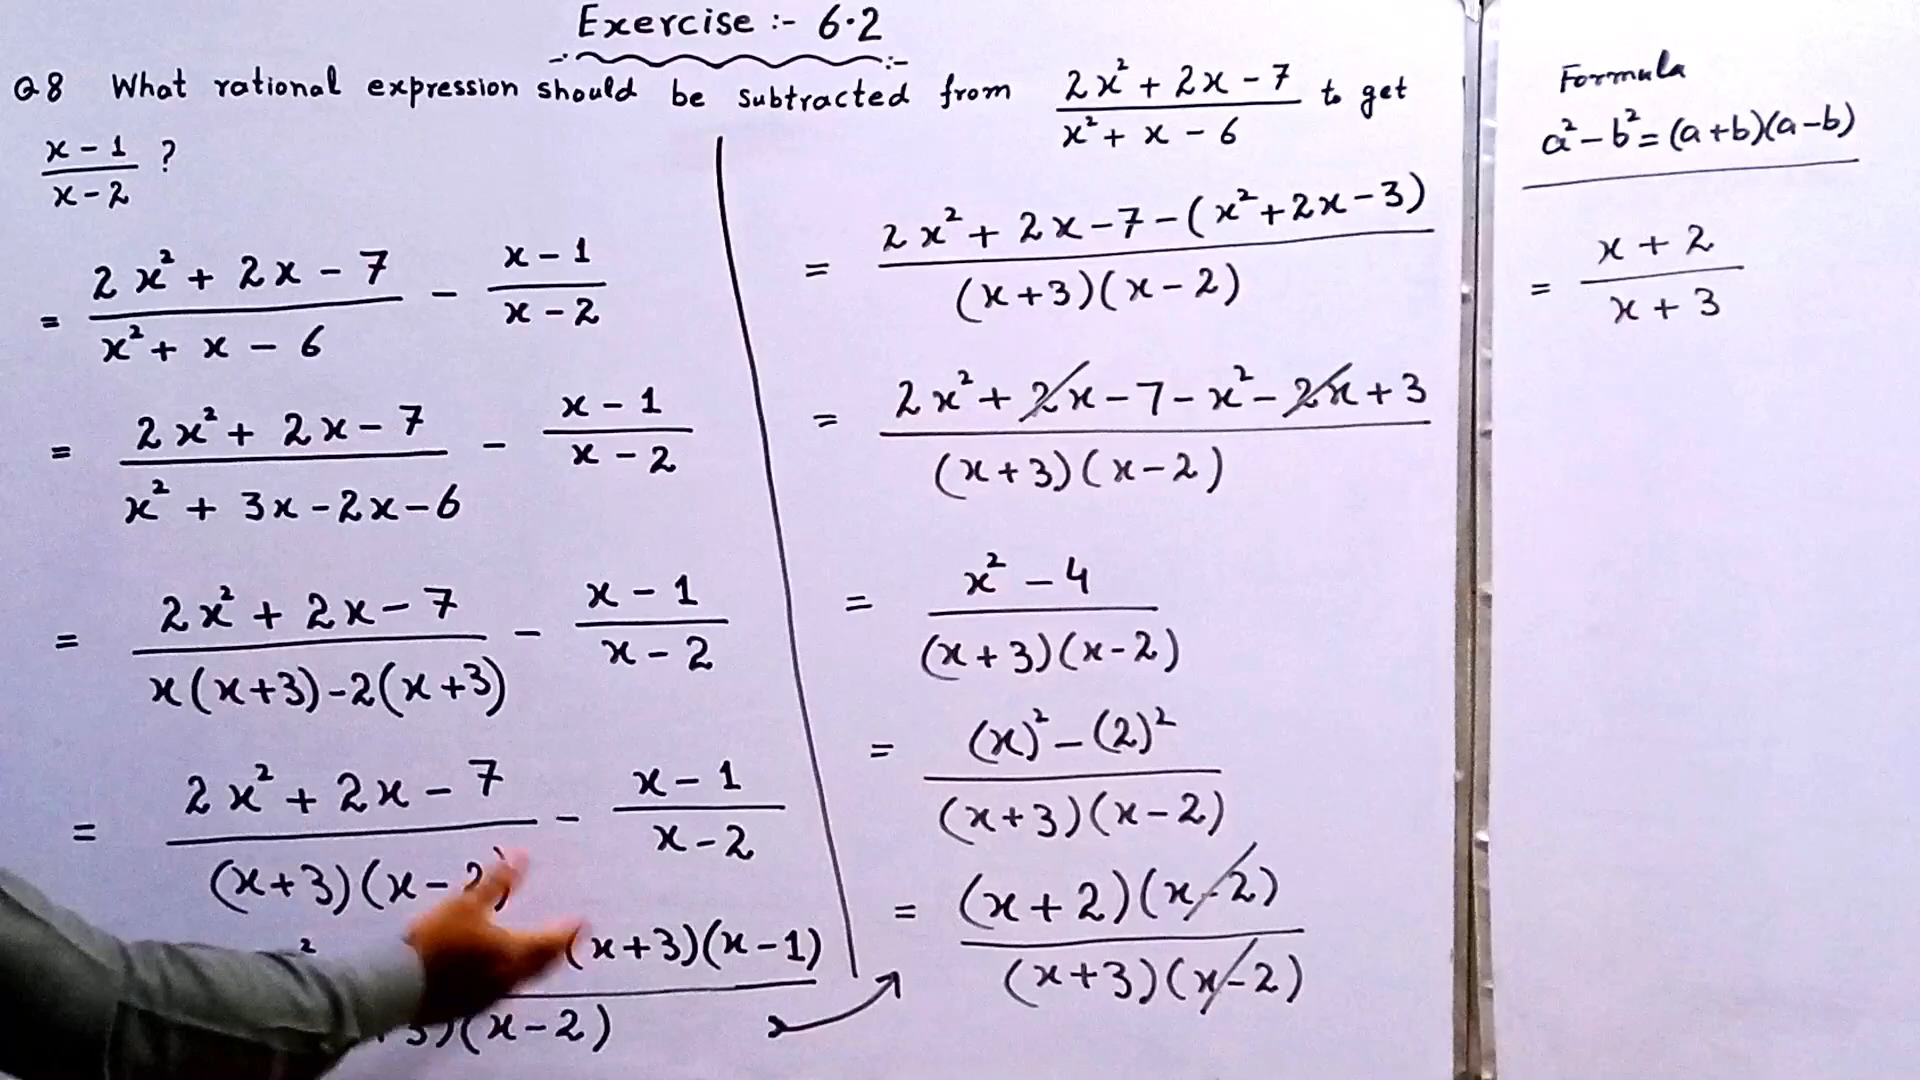 Exercise :- 6.2
Q8 What rational expression should be subtracted from (2x²+2x-7)/(x²+x-6) to get
(x-1)/(x-2) ?
= (2x²+2x-7)/(x²+x-6) - (x-1)/(x-2)
= (2x²+2x-7)/(x²+3x-2x-6) - (x-1)/(x-2)
= (2x²+2x-7)/(x(x+3)-2(x+3)) - (x-1)/(x-2)
= (2x²+2x-7)/((x+3)(x-2)) - (x-1)/(x-2)
(x+3)(x-1)
3)(x-2)
= (2x²+2x-7-(x²+2x-3))/((x+3)(x-2))
= (2x²+2x-7-x²-2x+3)/((x+3)(x-2))
= (x²-4)/((x+3)(x-2))
= ((x)²-(2)²)/((x+3)(x-2))
= ((x+2)(x-2))/((x+3)(x-2))
Formula
a²-b²=(a+b)(a-b)
= (x+2)/(x+3)